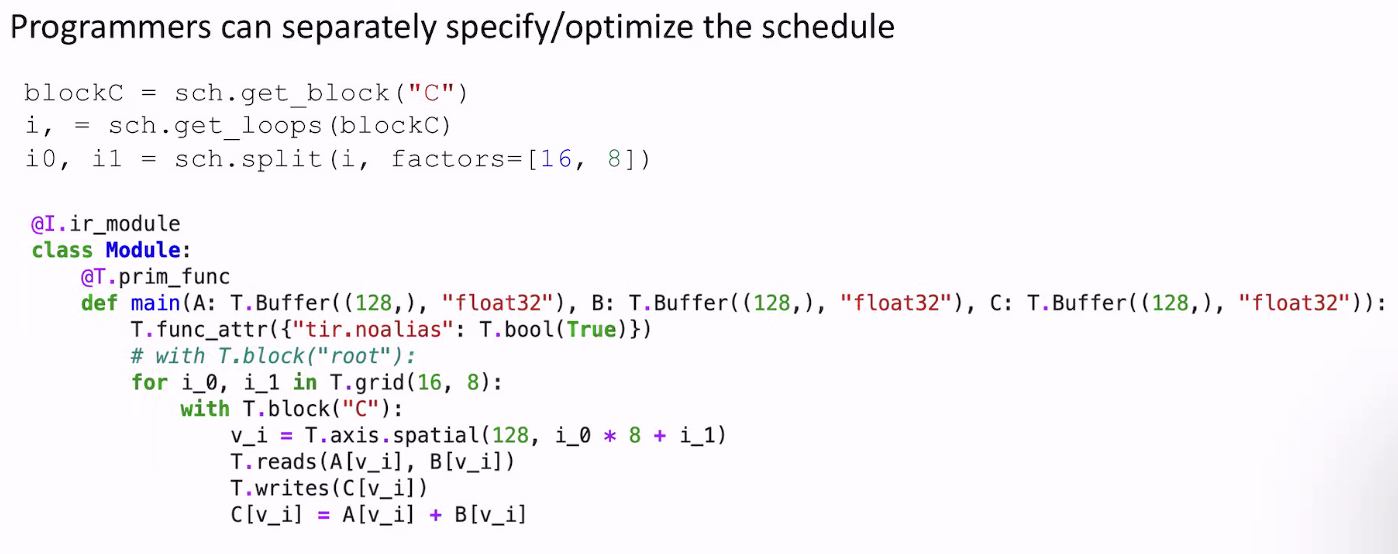 Programmers can separately specify/optimize the schedule
blockC = sch.get_block("C")
i, = sch.get_loops(blockC)
i0, i1 = sch.split(i, factors=[16, 8])
@I.ir_module
class Module:
    @T.prim_func
    def main(A: T.Buffer((128,), "float32"), B: T.Buffer((128,), "float32"), C: T.Buffer((128,), "float32")):
        T.func_attr({"tir.noalias": T.bool(True)})
        # with T.block("root"):
        for i_0, i_1 in T.grid(16, 8):
            with T.block("C"):
                v_i = T.axis.spatial(128, i_0 * 8 + i_1)
                T.reads(A[v_i], B[v_i])
                T.writes(C[v_i])
                C[v_i] = A[v_i] + B[v_i]